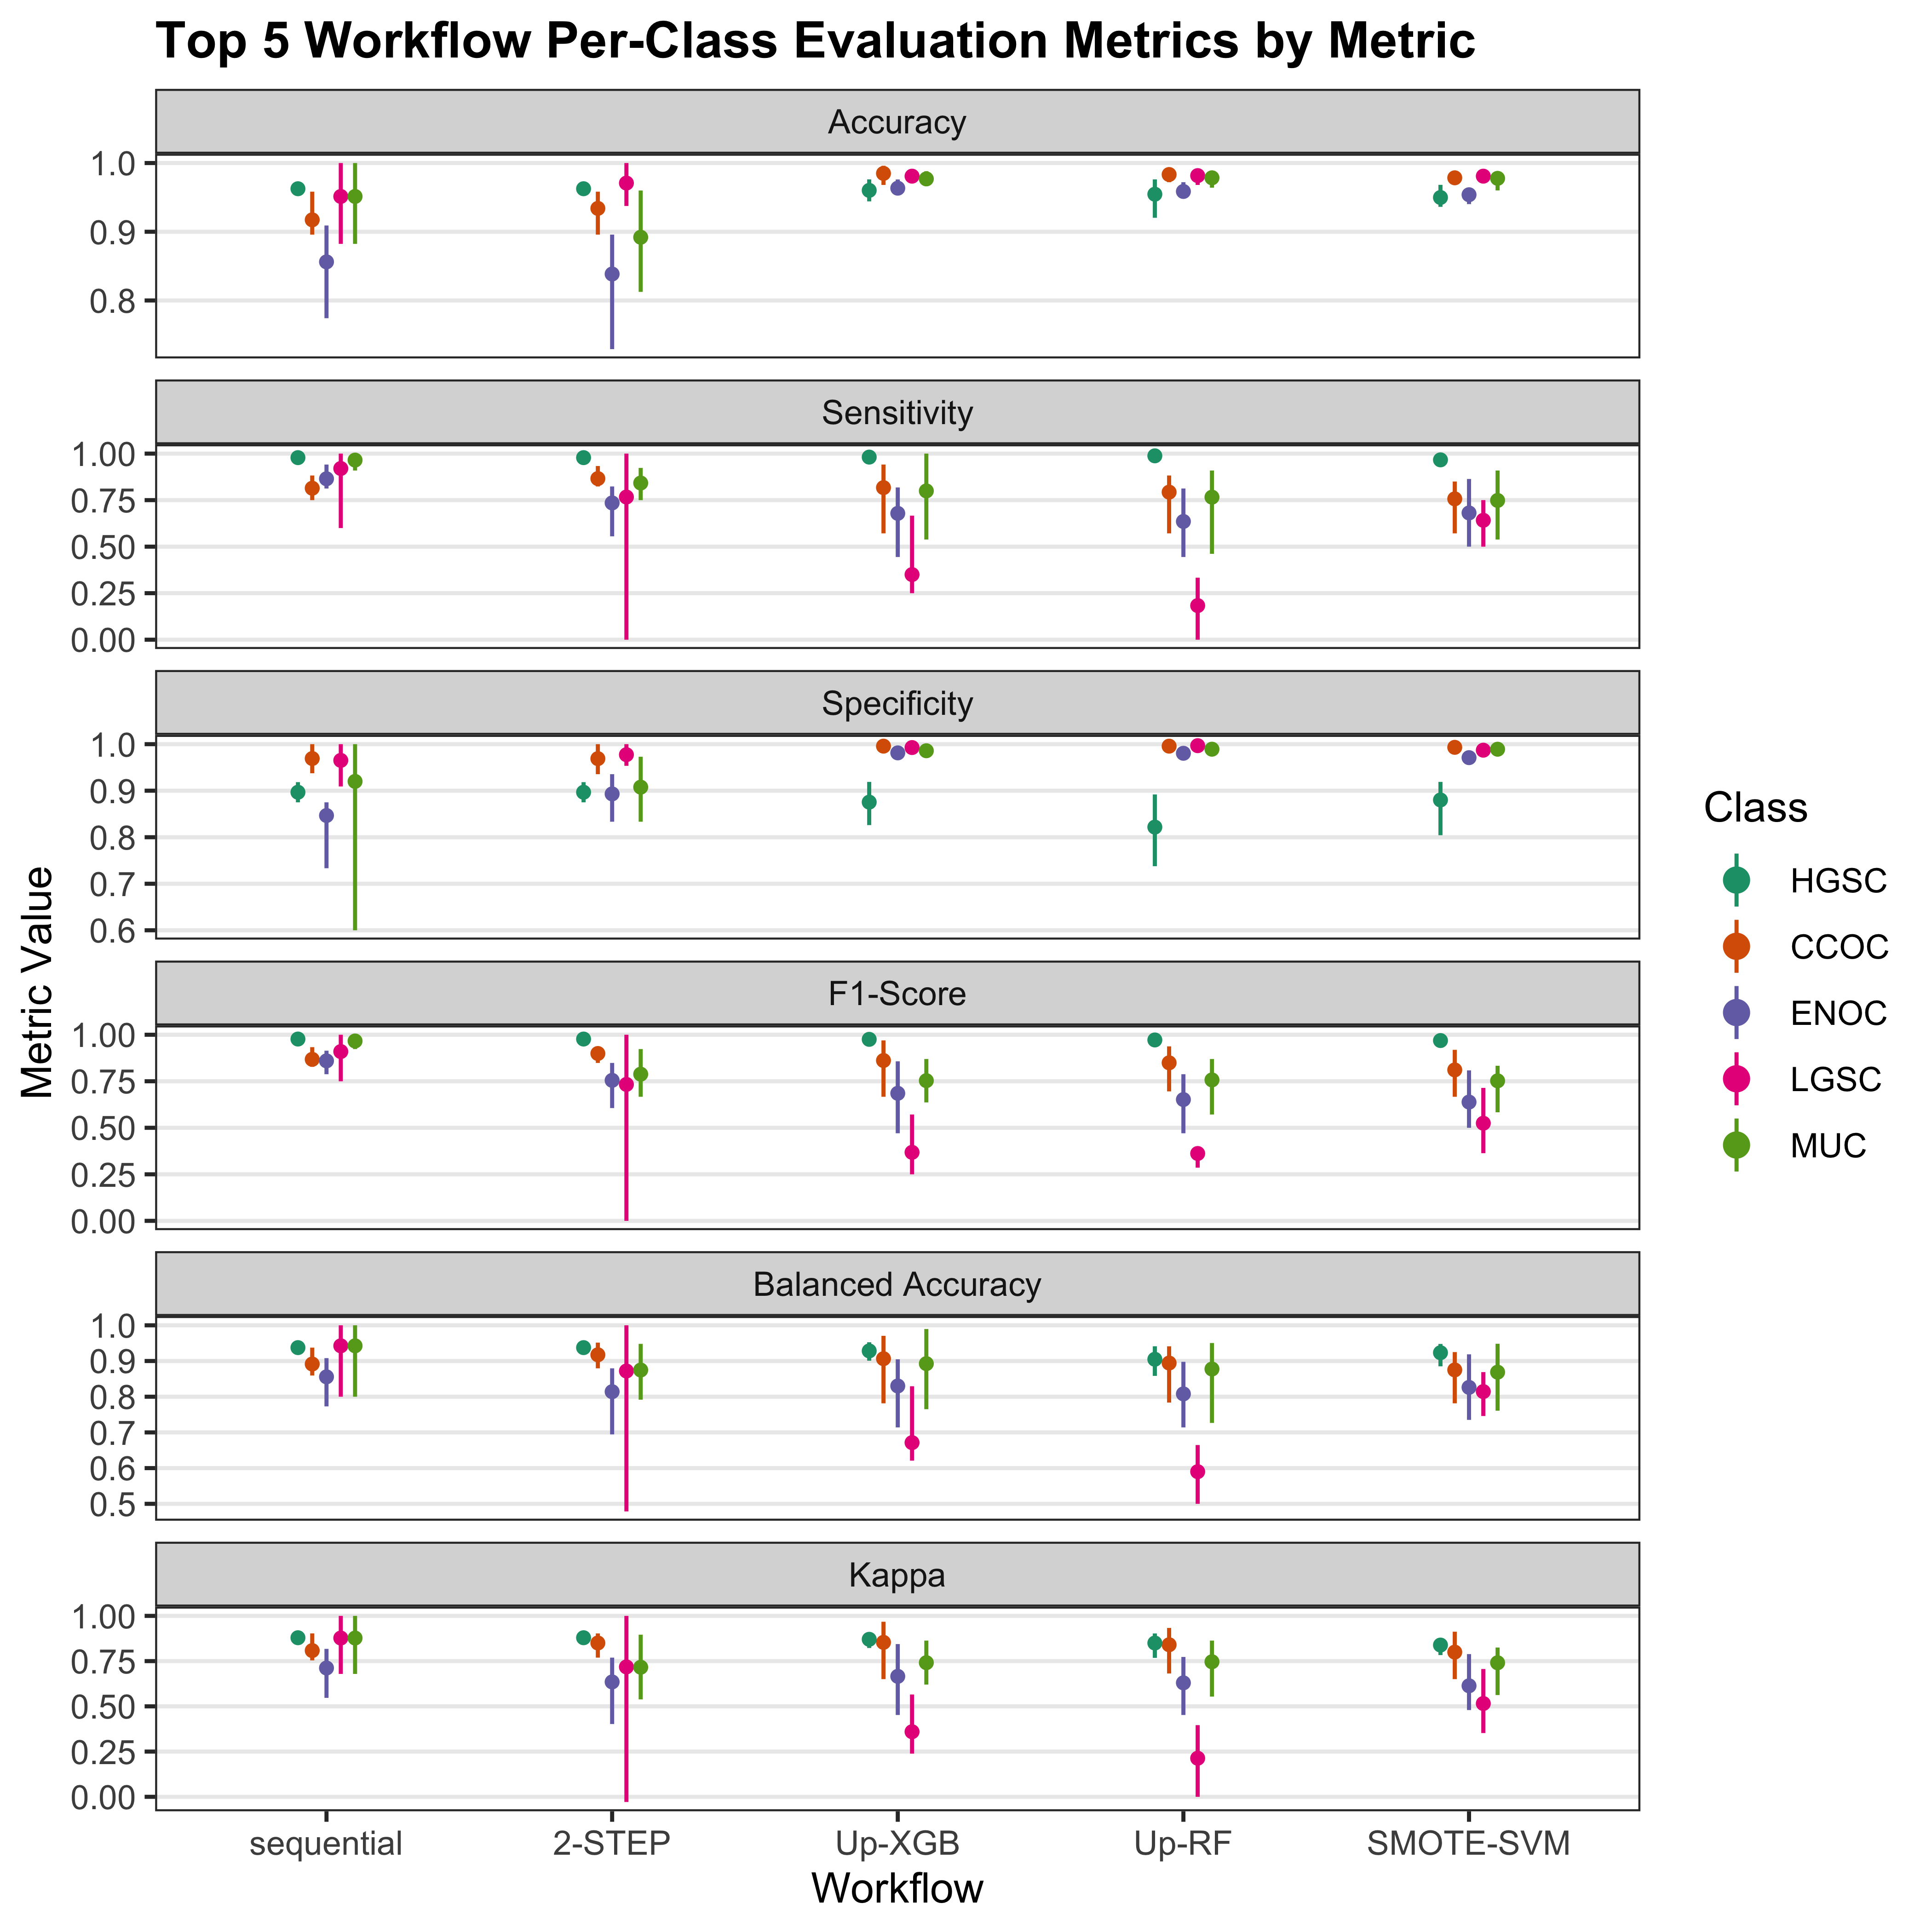 Top 5 Workflow Per-Class Evaluation Metrics by Metric
Accuracy
1.0
0.9
0.8
Sensitivity
1.00
0.75
0.50
0.25
0.00
Specificity
1.0
0.9
0.8
0.7
0.6
F1-Score
1.00
0.75
0.50
0.25
0.00
Balanced Accuracy
1.0
0.9
0.8
0.7
0.6
0.5
Kappa
1.00
0.75
0.50
0.25
0.00
sequential
2-STEP
Up-XGB
Up-RF
SMOTE-SVM
Workflow
Metric Value
Class
HGSC
CCOC
ENOC
LGSC
MUC